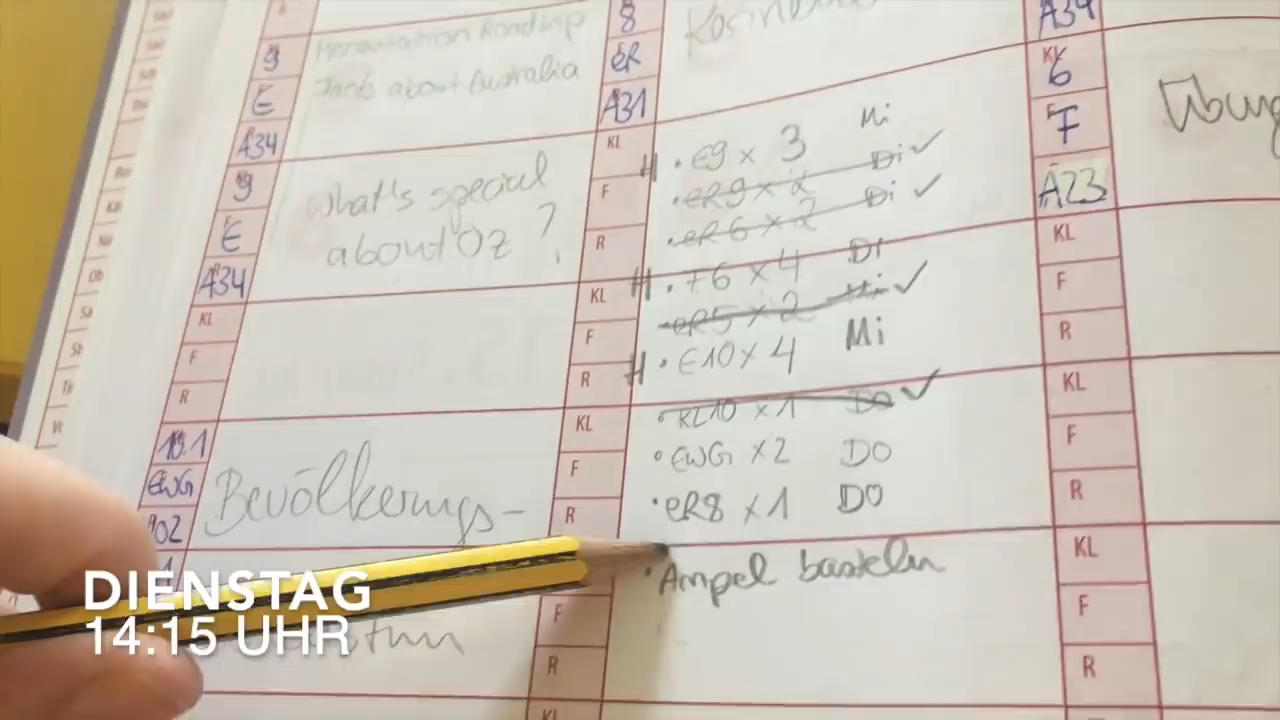 9
E
A34
Facts about Australia
9
E
A34
What's special
about Oz ?
KL
F
R
10.1
EWG
Bevölkerungs-
8
eR
A31
KL
F
R
KL
F
R
KL
F
R
F
R
KL
H · E9 x 3 Mi
· eR9 x 2 Di ✓
· eR6 x 2 Di ✓
H · F6 x 4 Di
· eR5 x 2 Mi ✓
H · E10 x 4 Mi
· KL10 x 1 Do ✓
· EWG x 2 DO
· eR8 x 1 DO
· Ampel basteln
A34
6
F
A23
KL
F
R
KL
F
R
KL
F
R
DIENSTAG
14:15 UHR